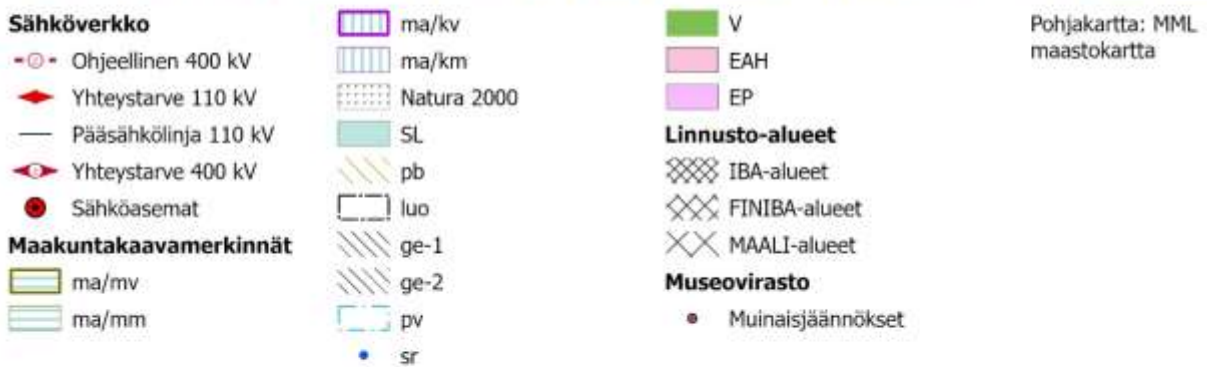 Sähköverkko
Ohjeellinen 400 kV
Yhteystarve 110 kV
Pääsähkölinja 110 kV
Yhteystarve 400 kV
Sähköasemat
Maakuntakaavamerkinnät
ma/mv
ma/mm
ma/kv
ma/km
Natura 2000
SL
pb
luo
ge-1
ge-2
pv
sr
V
EAH
EP
Linnusto-alueet
IBA-alueet
FINIBA-alueet
MAALI-alueet
Museovirasto
Muinaisjäännökset
Pohjakartta: MML
maastokartta